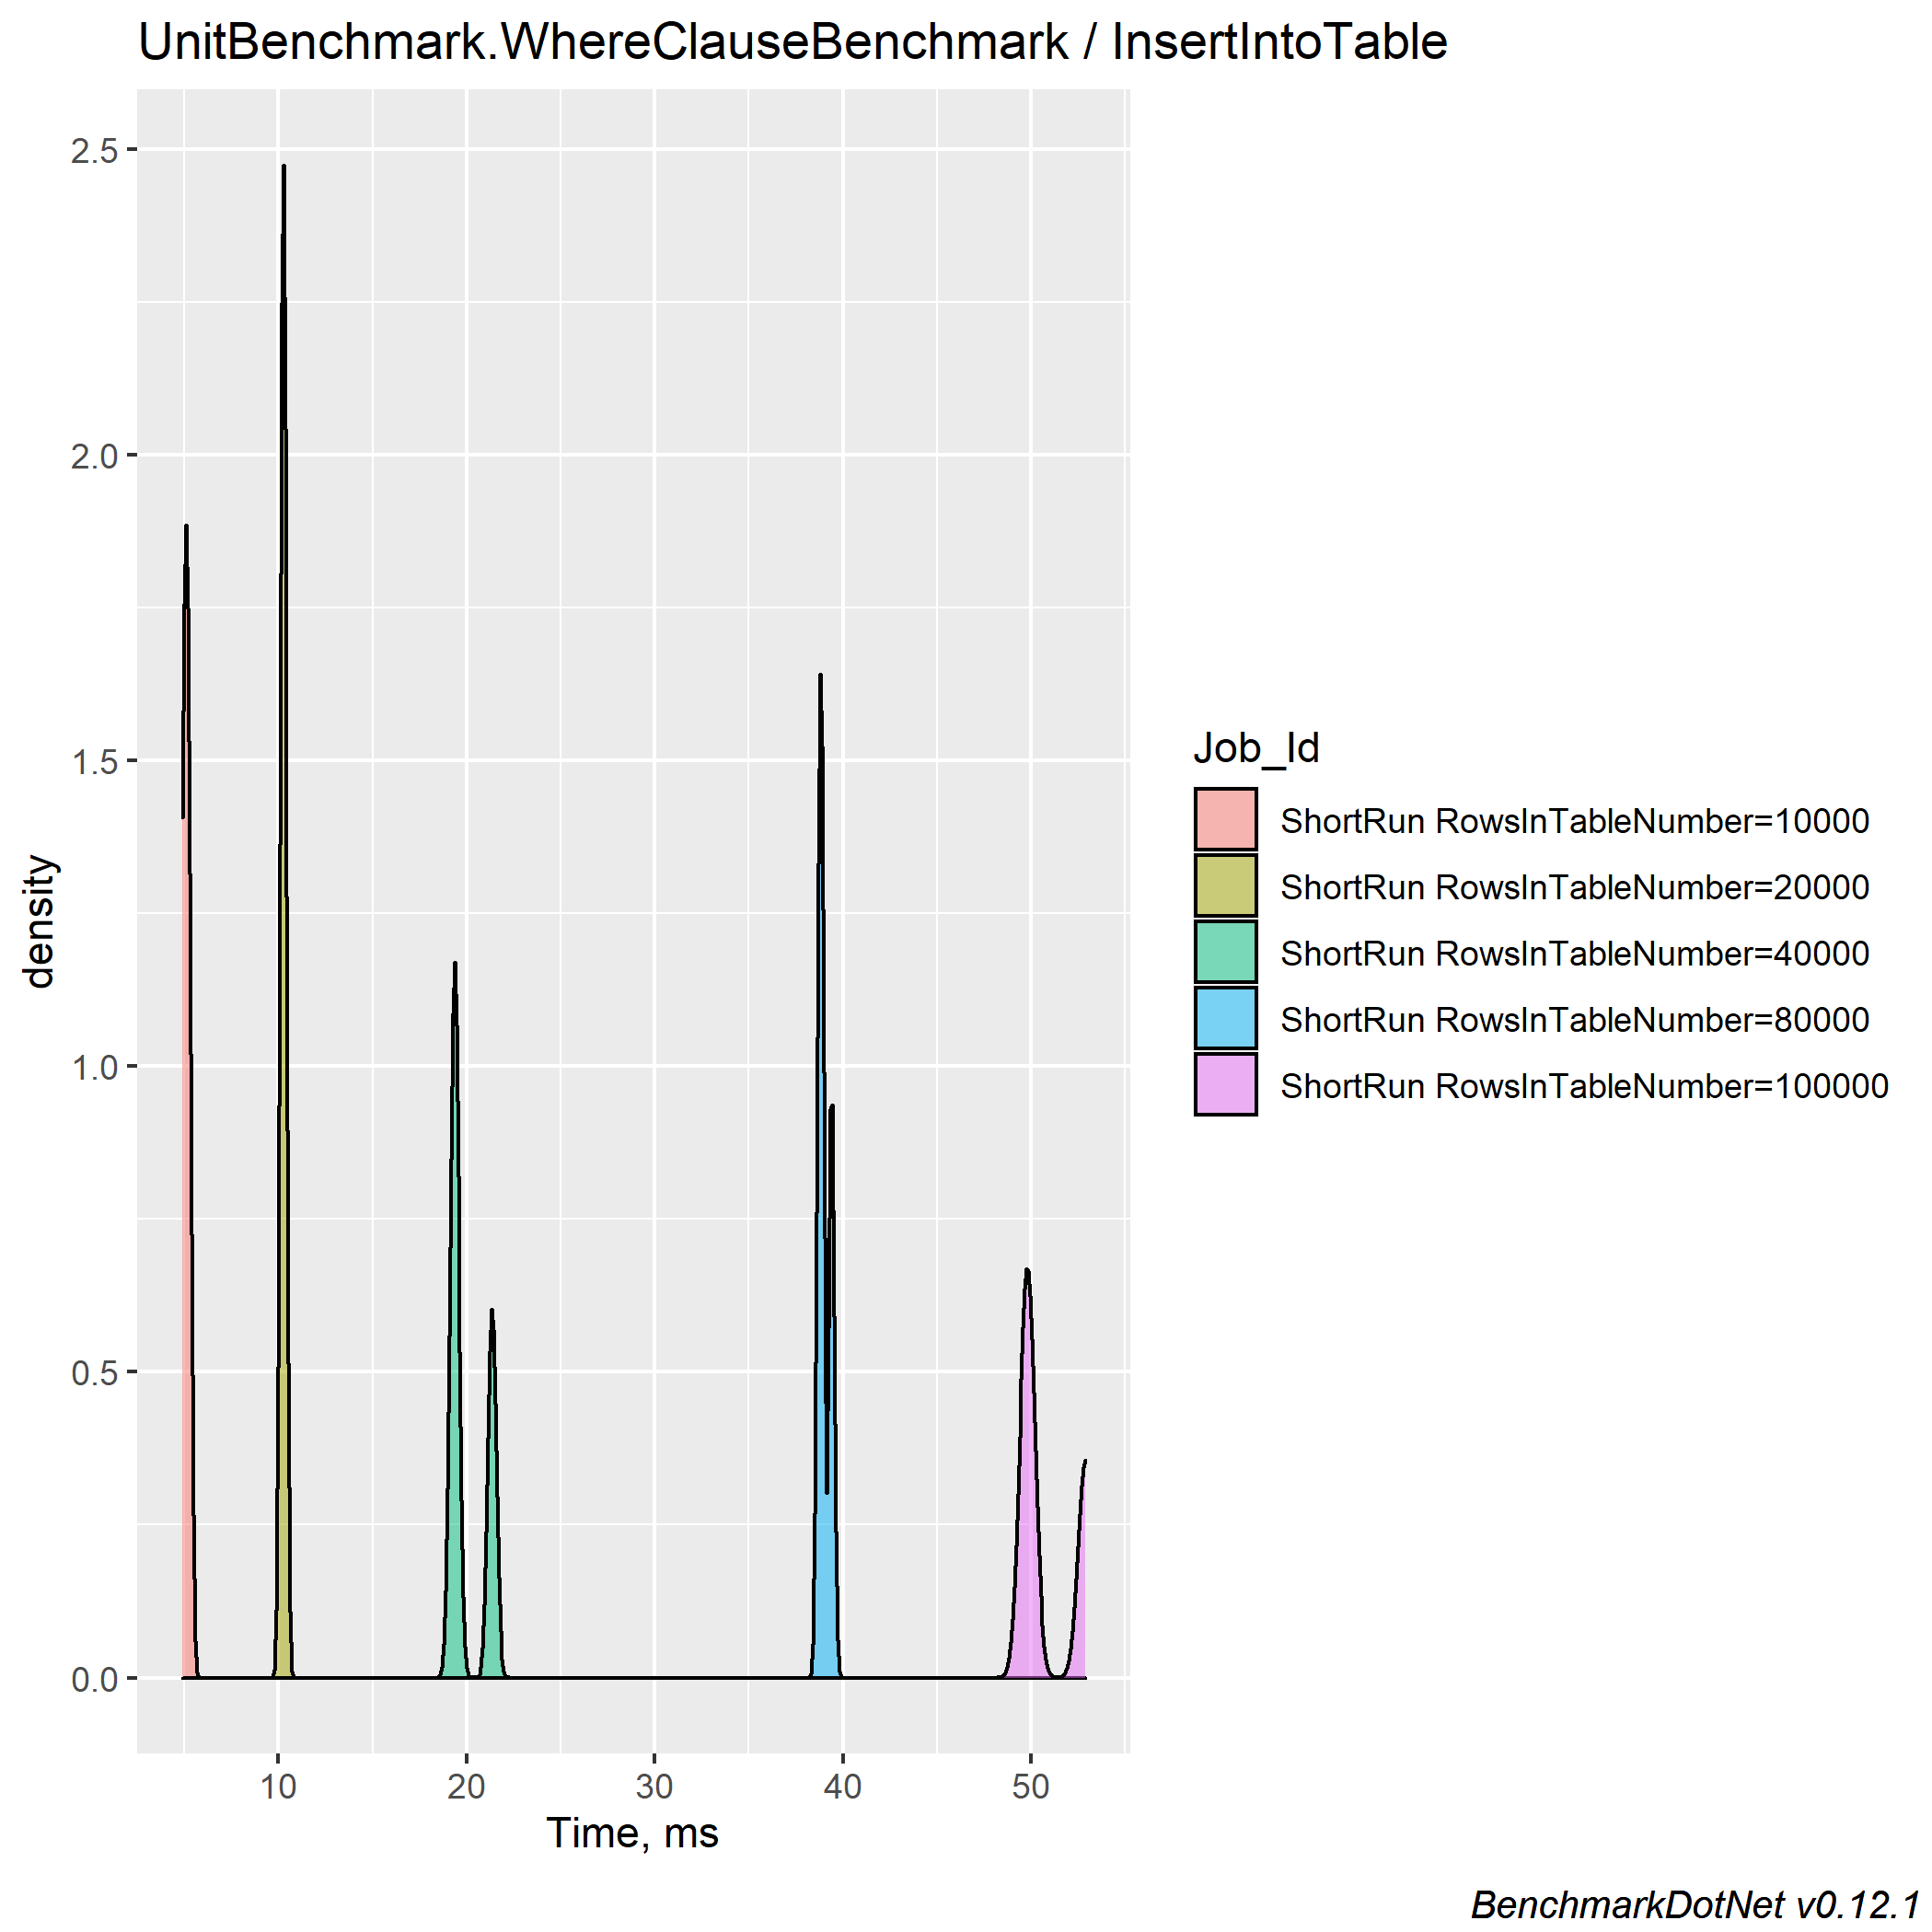 UnitBenchmark.WhereClauseBenchmark / InsertIntoTable
2.5
2.0
1.5
1.0
0.5
0.0
density
10 20 30 40 50
Time, ms
Job_Id
ShortRun RowsInTableNumber=10000
ShortRun RowsInTableNumber=20000
ShortRun RowsInTableNumber=40000
ShortRun RowsInTableNumber=80000
ShortRun RowsInTableNumber=100000
BenchmarkDotNet v0.12.1